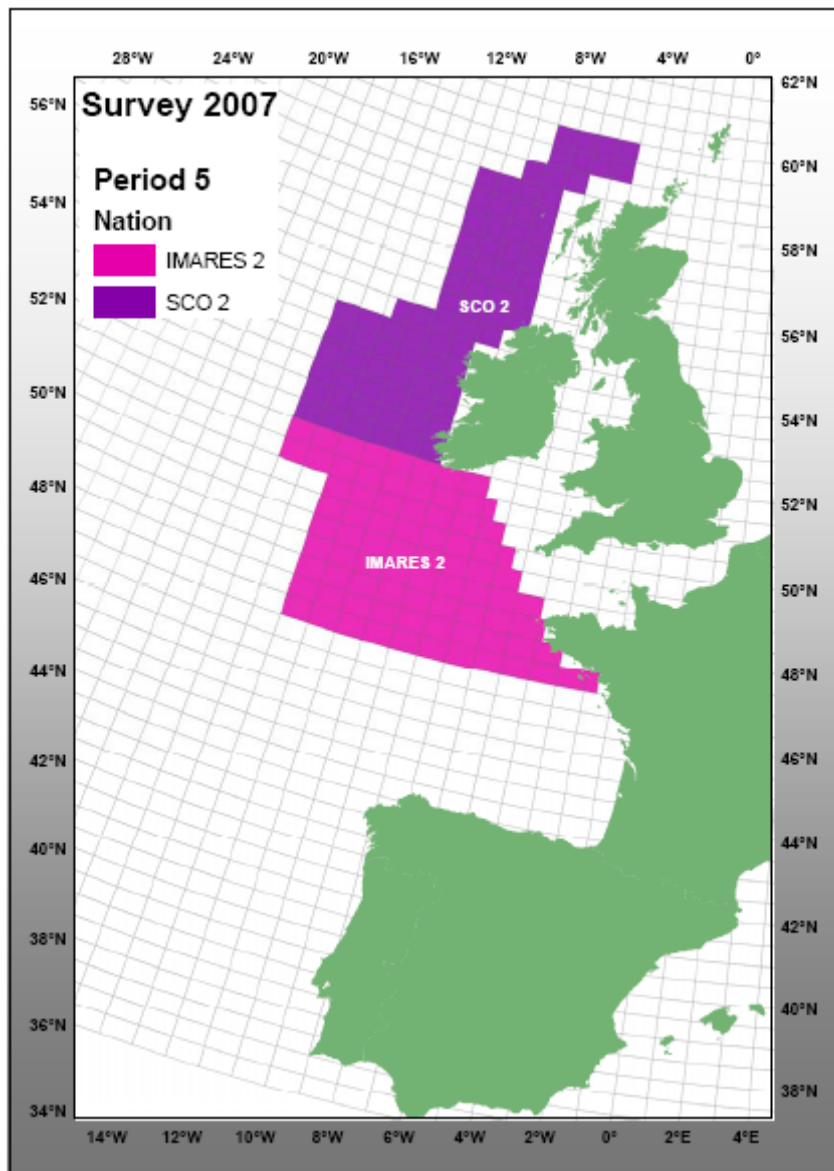 28°W 24°W 20°W 16°W 12°W 8°W 4°W 0°
62°N
56°N
Survey 2007
60°N
Period 5
54°N
Nation
58°N
IMARES 2
52°N
SCO 2
SCO 2
56°N
50°N
54°N
48°N
52°N
IMARES 2
46°N
50°N
44°N
48°N
42°N
46°N
40°N
44°N
38°N
42°N
36°N
40°N
34°N
38°N
14°W 12°W 10°W 8°W 6°W 4°W 2°W 0° 2°E 4°E